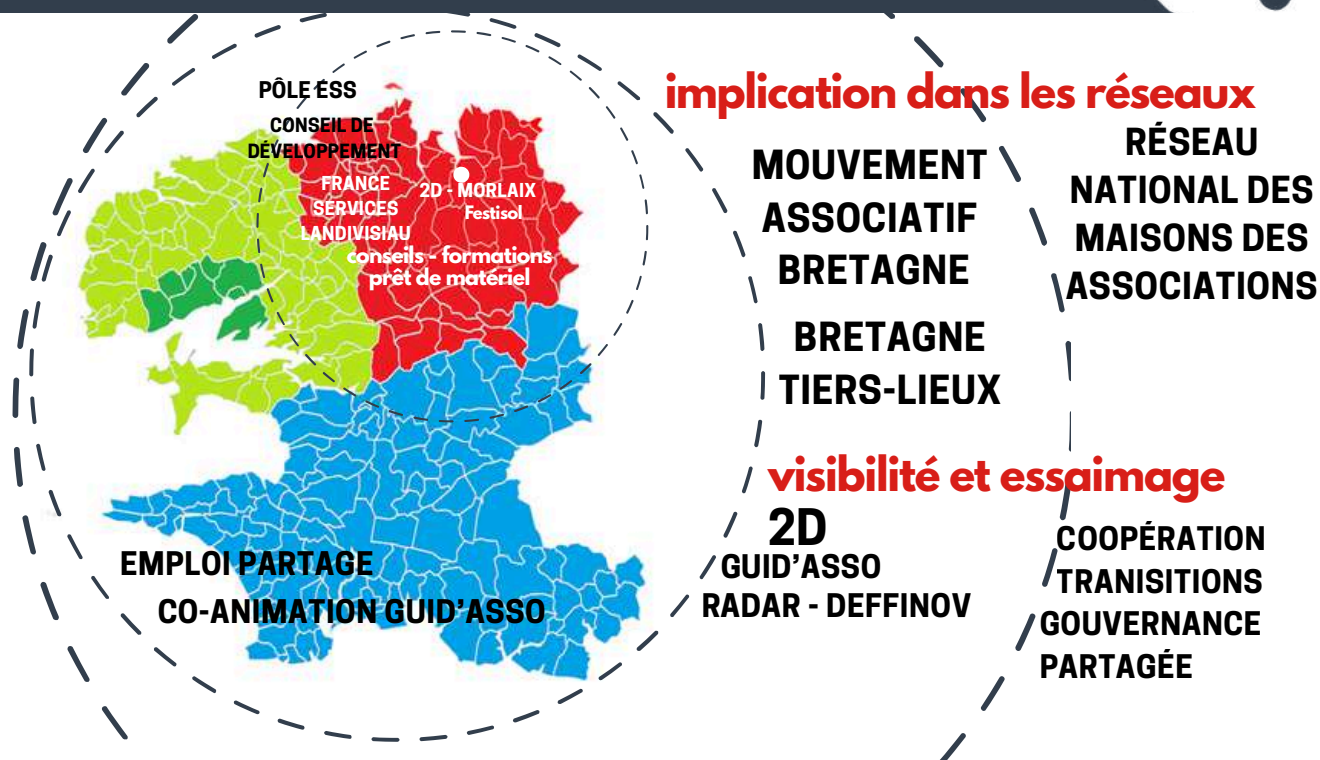 PÔLE ESS
CONSEIL DE
DÉVELOPPEMENT
FRANCE
SERVICES
LANDIVISIAU
2D - MORLAIX
Festisol
conseils - formations
prêt de matériel
EMPLOI PARTAGE
CO-ANIMATION GUID'ASSO
implication dans les réseaux
MOUVEMENT
ASSOCIATIF
BRETAGNE
BRETAGNE
TIERS-LIEUX
RÉSEAU
NATIONAL DES
MAISONS DES
ASSOCIATIONS
visibilité et essaimage
2D
GUID'ASSO
RADAR - DEFFINOV
COOPÉRATION
TRANISITIONS
GOUVERNANCE
PARTAGÉE